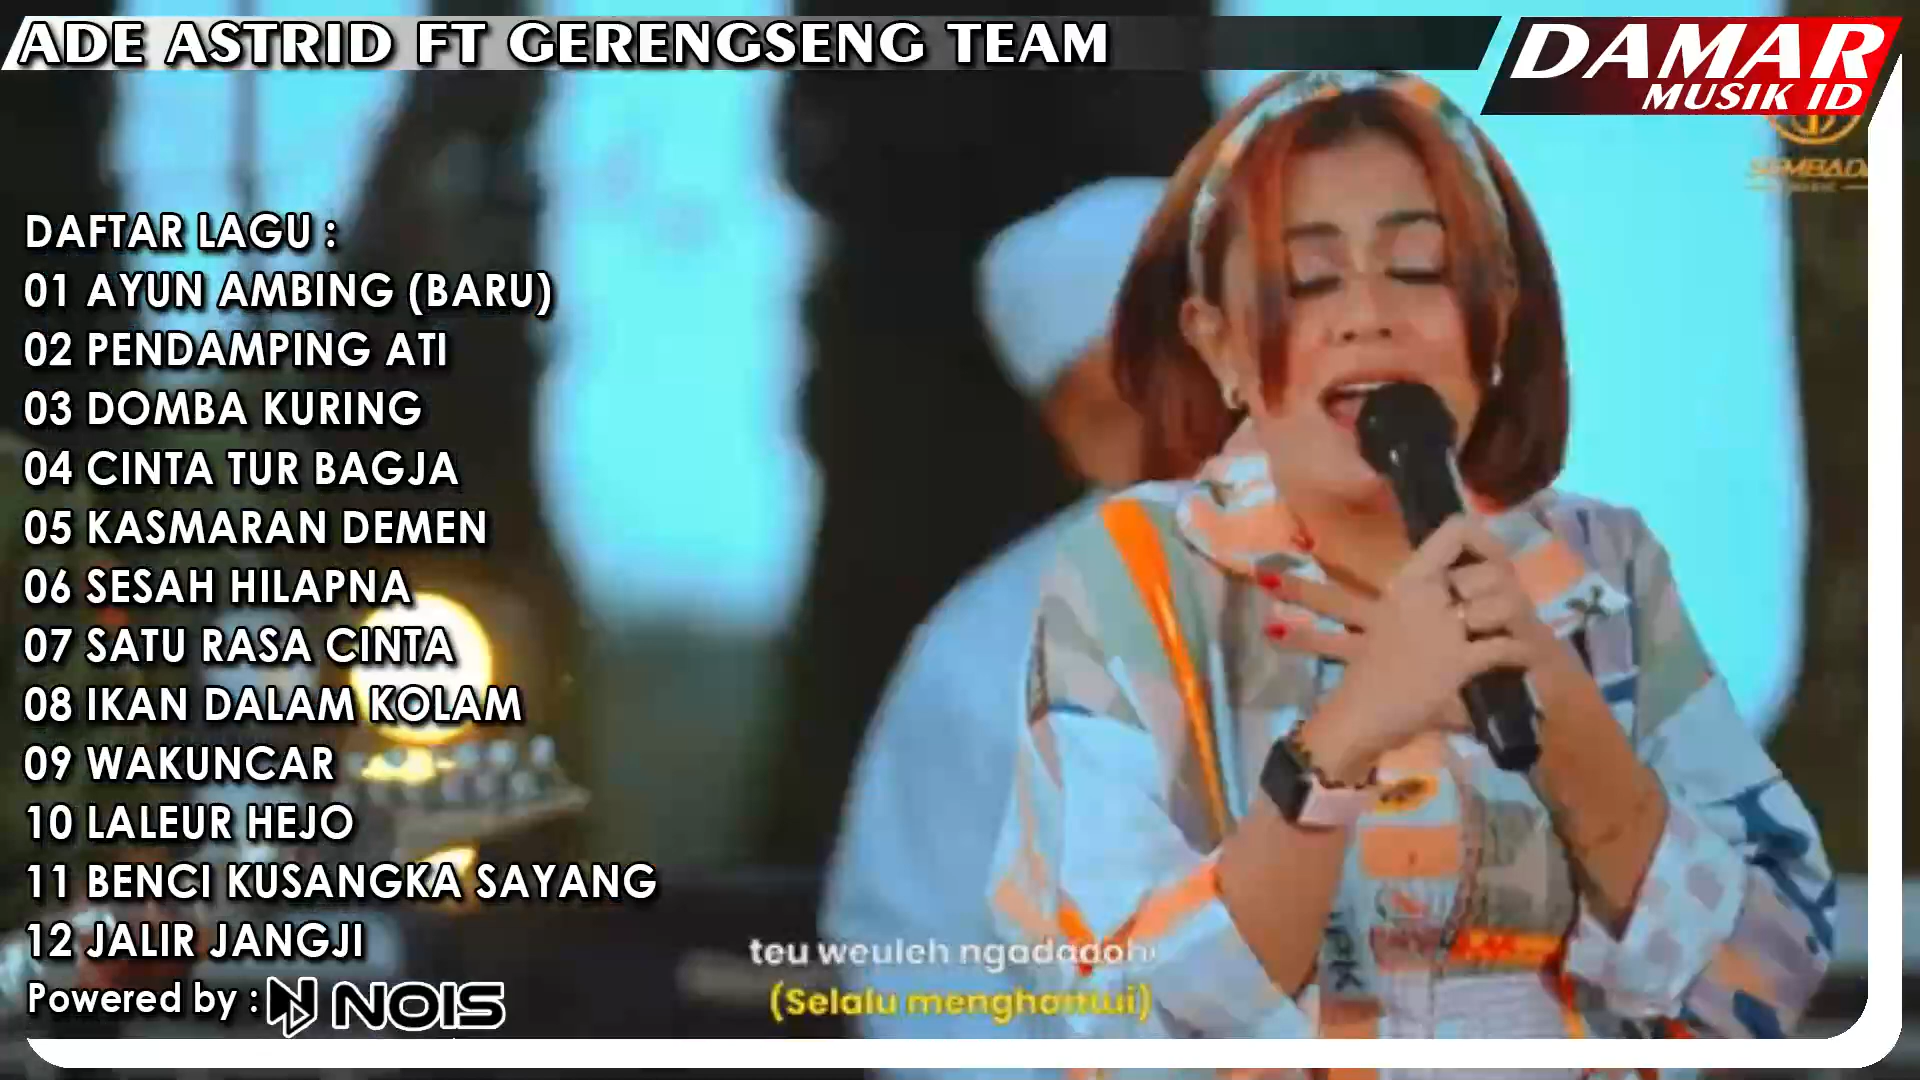 ADE ASTRID FT GERENGSENG TEAM
DAMAR
MUSIK ID
DAFTAR LAGU :
01 AYUN AMBING (BARU)
02 PENDAMPING ATI
03 DOMBA KURING
04 CINTA TUR BAGJA
05 KASMARAN DEMEN
06 SESAH HILAPNA
07 SATU RASA CINTA
08 IKAN DALAM KOLAM
09 WAKUNCAR
10 LALEUR HEJO
11 BENCI KUSANGKA SAYANG
12 JALIR JANGJI
Powered by : NOIS
teu weuleh ngadadoho
(Selalu menghantui)